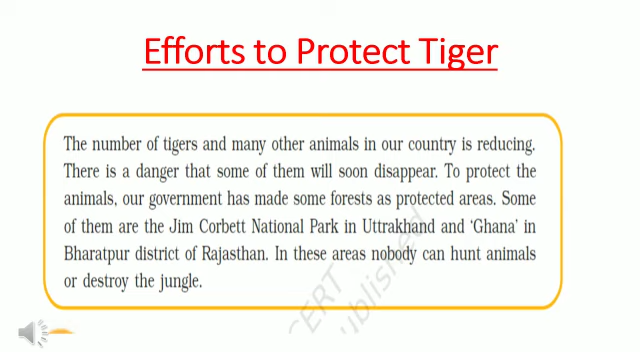 Efforts to Protect Tiger
The number of tigers and many other animals in our country is reducing.
There is a danger that some of them will soon disappear. To protect the
animals, our government has made some forests as protected areas. Some
of them are the Jim Corbett National Park in Uttrakhand and ‘Ghana’ in
Bharatpur district of Rajasthan. In these areas nobody can hunt animals
or destroy the jungle.